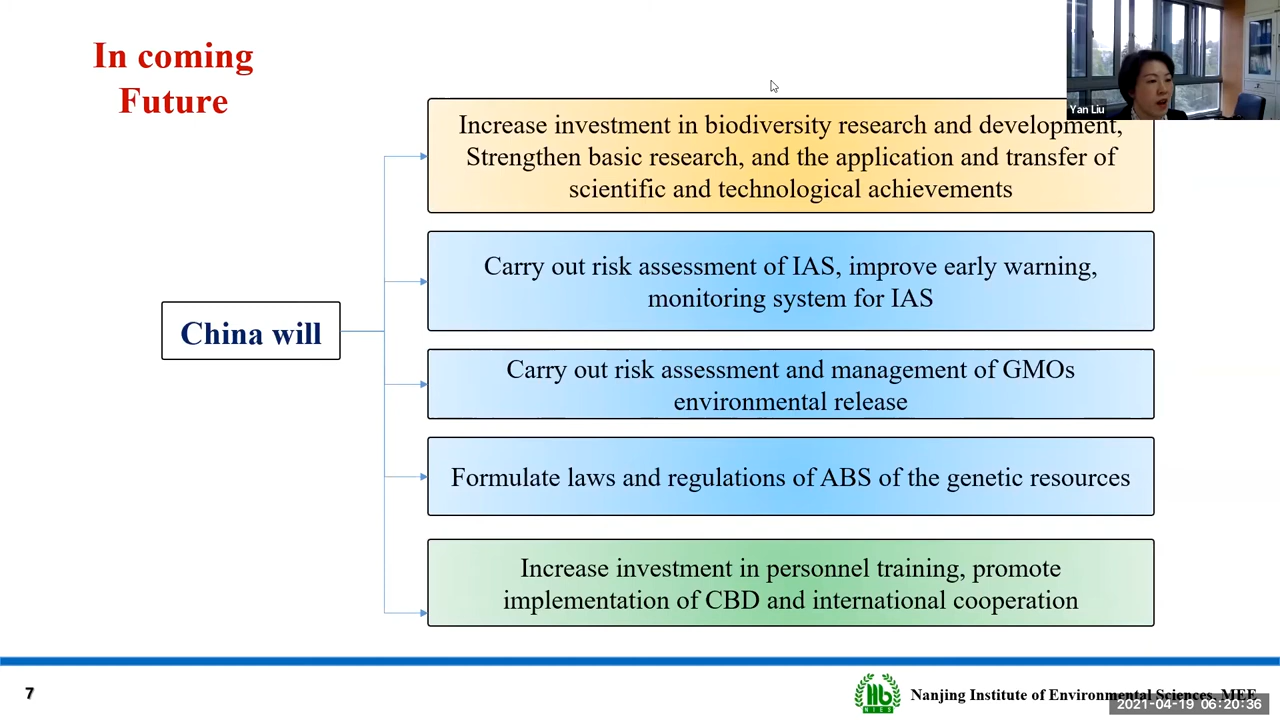 In coming
Future
Yan Liu
Increase investment in biodiversity research and development,
Strengthen basic research, and the application and transfer of
scientific and technological achievements
Carry out risk assessment of IAS, improve early warning,
monitoring system for IAS
China will
Carry out risk assessment and management of GMOs
environmental release
Formulate laws and regulations of ABS of the genetic resources
Increase investment in personnel training, promote
implementation of CBD and international cooperation
7
NIES
Nanjing Institute of Environmental Sciences, MEE
2021-04-19 06:20:36